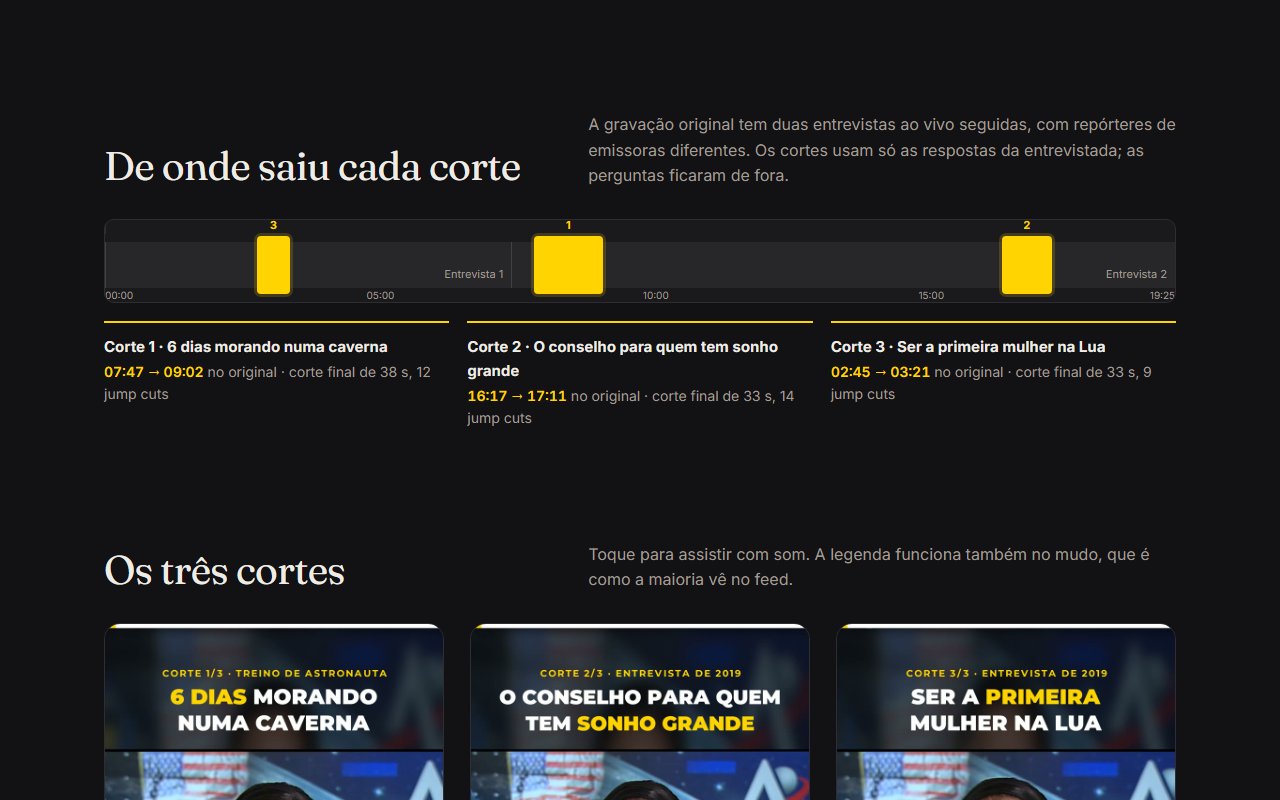 De onde saiu cada corte
A gravação original tem duas entrevistas ao vivo seguidas, com repórteres de
emissoras diferentes. Os cortes usam só as respostas da entrevistada; as
perguntas ficaram de fora.
3
1
2
Entrevista 1
Entrevista 2
00:00
05:00
10:00
15:00
19:25
Corte 1 · 6 dias morando numa caverna
07:47 → 09:02 no original · corte final de 38 s, 12
jump cuts
Corte 2 · O conselho para quem tem sonho
grande
16:17 → 17:11 no original · corte final de 33 s, 14
jump cuts
Corte 3 · Ser a primeira mulher na Lua
02:45 → 03:21 no original · corte final de 33 s, 9
jump cuts
Os três cortes
Toque para assistir com som. A legenda funciona também no mudo, que é
como a maioria vê no feed.
CORTE 1/3 · TREINO DE ASTRONAUTA
6 DIAS MORANDO
NUMA CAVERNA
CORTE 2/3 · ENTREVISTA DE 2019
O CONSELHO PARA QUEM
TEM SONHO GRANDE
CORTE 3/3 · ENTREVISTA DE 2019
SER A PRIMEIRA
MULHER NA LUA